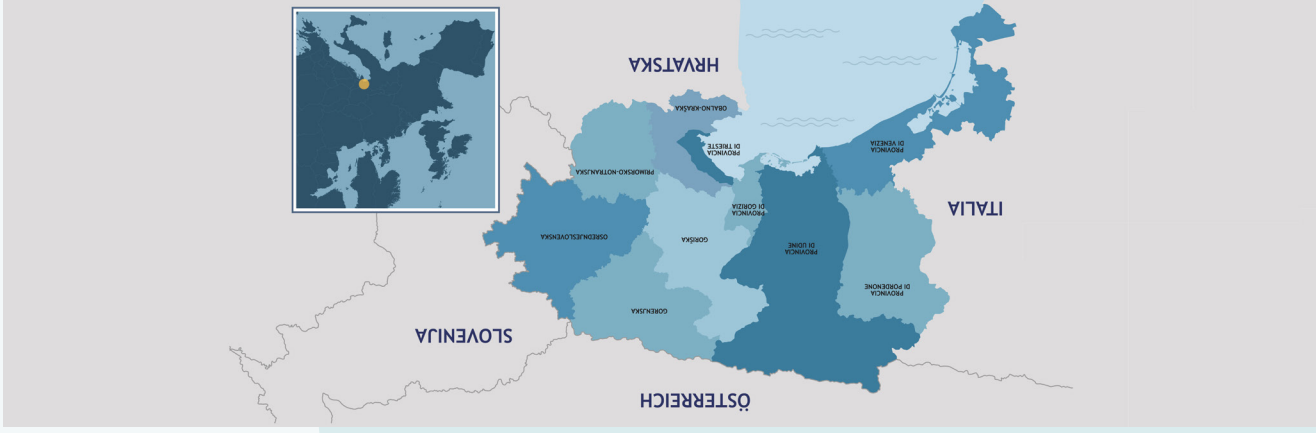 ÖSTERREICH
SLOVENIJA
ITALIA
PROVINCIA
DI PORDENONE
GORENJSKA
PROVINCIA
DI UDINE
GORIŠKA
OSREDNJESLOVENSKA
PROVINCIA
DI GORIZIA
PRIMORSKO-NOTRANJSKA
PROVINCIA
DI VENEZIA
PROVINCIA
DI TRIESTE
OBALNO-KRAŠKA
HRVATSKA